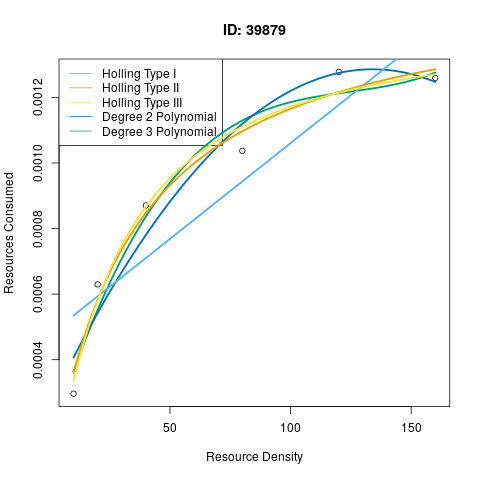 ID: 39879
Holling Type I
Holling Type II
Holling Type III
Degree 2 Polynomial
Degree 3 Polynomial
Resources Consumed
0.0012
0.0010
0.0008
0.0006
0.0004
50
100
150
Resource Density